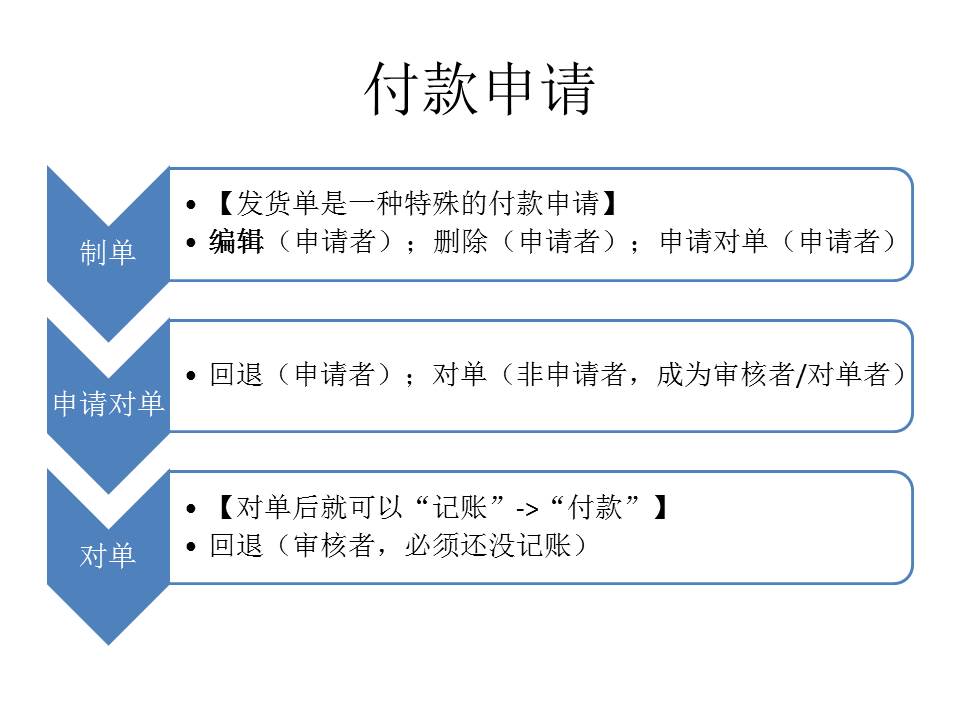 付款申请
制单
• 【发货单是一种特殊的付款申请】
• 编辑（申请者）；删除（申请者）；申请对单（申请者）
申请对单
• 回退（申请者）；对单（非申请者，成为审核者/对单者）
对单
• 【对单后就可以“记账”->“付款”】
• 回退（审核者，必须还没记账）